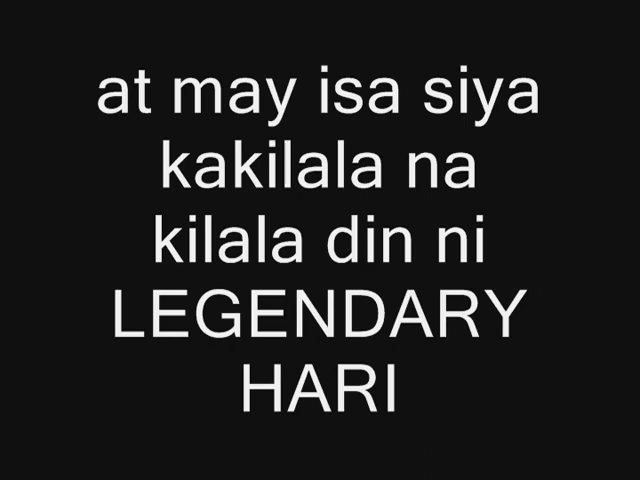 at may isa siya
kakilala na
kilala din ni
LEGENDARY
HARI